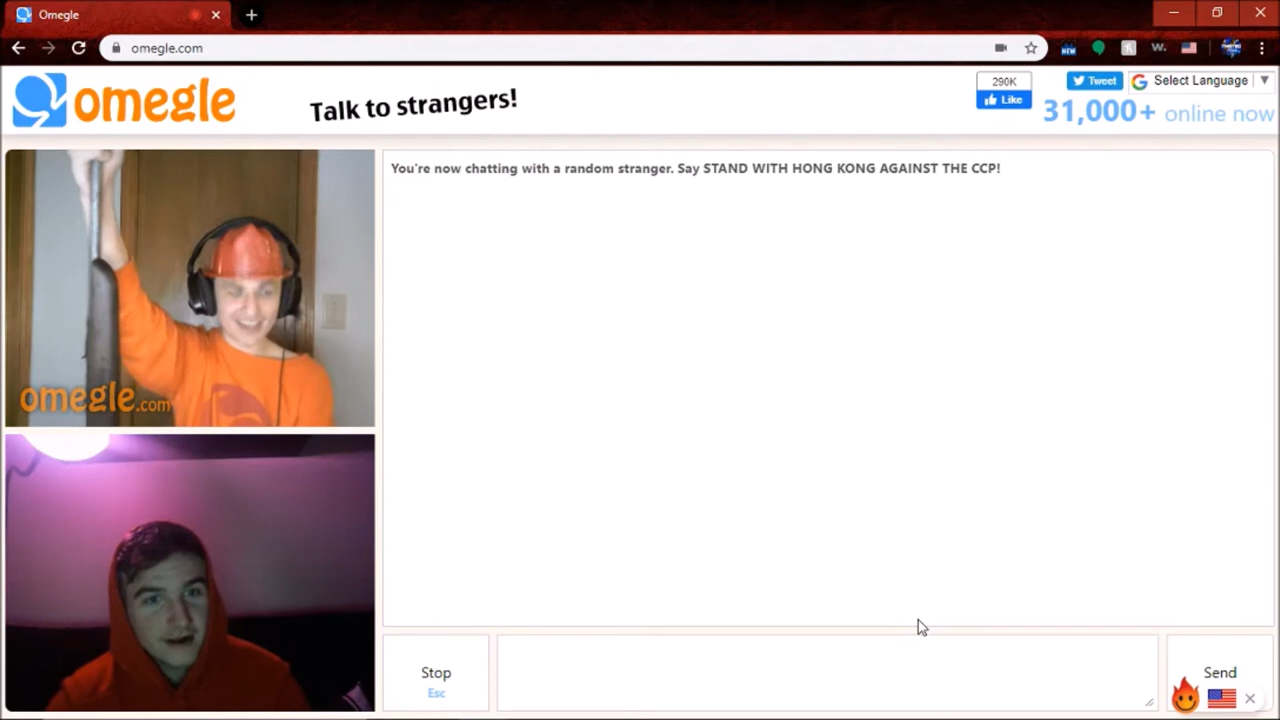 Omegle
omegle.com
omegle
Talk to strangers!
290K
Like
Tweet
Select Language
31,000+ online now
NEW
w.
omegle.com
You're now chatting with a random stranger. Say STAND WITH HONG KONG AGAINST THE CCP!
Stop
Esc
Send